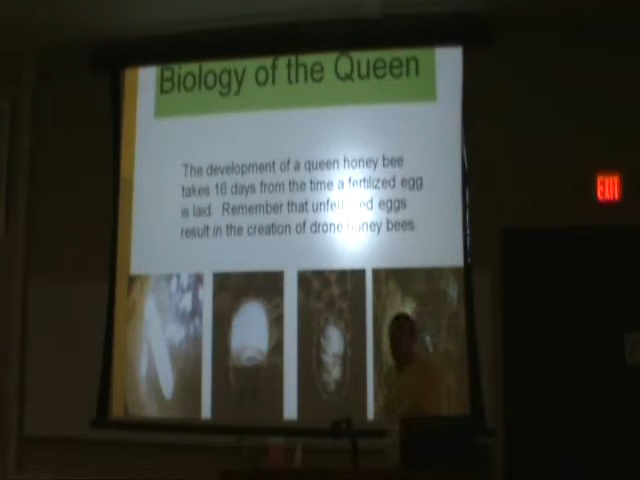 Biology of the Queen
The development of a queen honey bee
takes 16 days from the time a fertilized egg
is laid. Remember that eggs
result in the creation of drone honey bees
EXIT